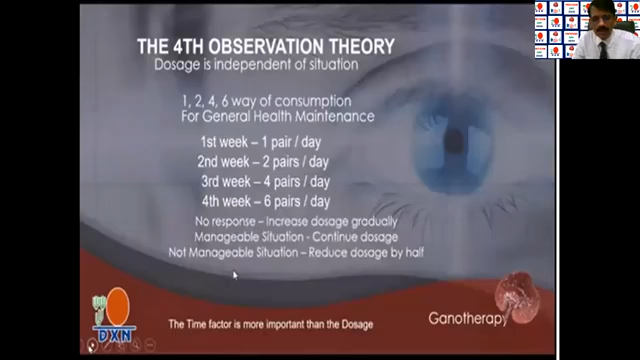 THE 4TH OBSERVATION THEORY
Dosage is independent of situation
1, 2, 4, 6 way of consumption
For General Health Maintenance
1st week – 1 pair / day
2nd week – 2 pairs / day
3rd week – 4 pairs / day
4th week – 6 pairs / day
No response – Increase dosage gradually
Manageable Situation - Continue dosage
Not Manageable Situation – Reduce dosage by half
DXN
The Time factor is more important than the Dosage
Ganotherapy